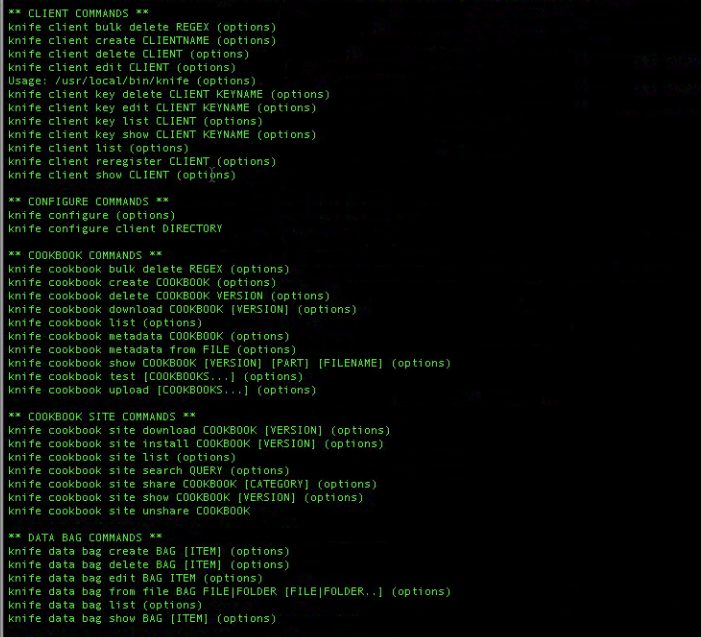 ** CLIENT COMMANDS **
knife client bulk delete REGEX (options)
knife client create CLIENTNAME (options)
knife client delete CLIENT (options)
knife client edit CLIENT (options)
Usage: /usr/local/bin/knife (options)
knife client key delete CLIENT KEYNAME (options)
knife client key edit CLIENT KEYNAME (options)
knife client key list CLIENT (options)
knife client key show CLIENT KEYNAME (options)
knife client list (options)
knife client reregister CLIENT (options)
knife client show CLIENT (options)
** CONFIGURE COMMANDS **
knife configure (options)
knife configure client DIRECTORY
** COOKBOOK COMMANDS **
knife cookbook bulk delete REGEX (options)
knife cookbook create COOKBOOK (options)
knife cookbook delete COOKBOOK VERSION (options)
knife cookbook download COOKBOOK [VERSION] (options)
knife cookbook list (options)
knife cookbook metadata COOKBOOK (options)
knife cookbook metadata from FILE (options)
knife cookbook show COOKBOOK [VERSION] [PART] [FILENAME] (options)
knife cookbook test [COOKBOOKS...] (options)
knife cookbook upload [COOKBOOKS...] (options)
** COOKBOOK SITE COMMANDS **
knife cookbook site download COOKBOOK [VERSION] (options)
knife cookbook site install COOKBOOK [VERSION] (options)
knife cookbook site list (options)
knife cookbook site search QUERY (options)
knife cookbook site share COOKBOOK [CATEGORY] (options)
knife cookbook site show COOKBOOK [VERSION] (options)
knife cookbook site unshare COOKBOOK
** DATA BAG COMMANDS **
knife data bag create BAG [ITEM] (options)
knife data bag delete BAG [ITEM] (options)
knife data bag edit BAG ITEM (options)
knife data bag from file BAG FILE|FOLDER [FILE|FOLDER..] (options)
knife data bag list (options)
knife data bag show BAG [ITEM] (options)